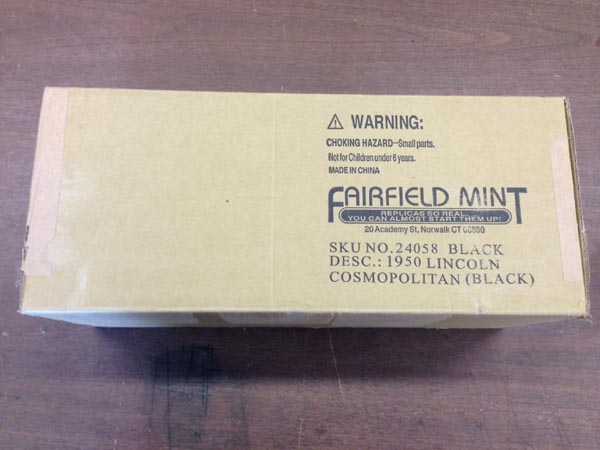 WARNING:
CHOKING HAZARD--Small parts.
Not for Children under 6 years.
MADE IN CHINA
FAIRFIELD MINT
REPLICAS SO REAL,
YOU CAN ALMOST START THEM UP!
20 Academy St, Norwalk CT 06850
SKU NO.24058 BLACK
DESC.: 1950 LINCOLN
COSMOPOLITAN (BLACK)